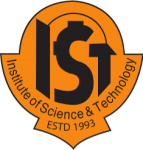 IST
Institute of Science & Technology
ESTD 1993